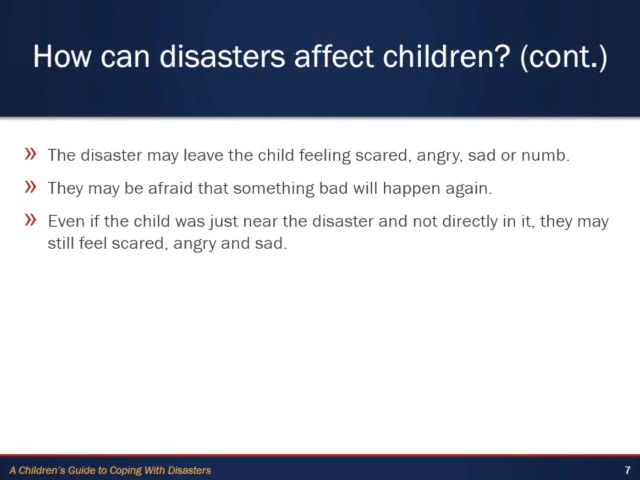 How can disasters affect children? (cont.)
» The disaster may leave the child feeling scared, angry, sad or numb.
» They may be afraid that something bad will happen again.
» Even if the child was just near the disaster and not directly in it, they may
still feel scared, angry and sad.
A Children's Guide to Coping With Disasters
7